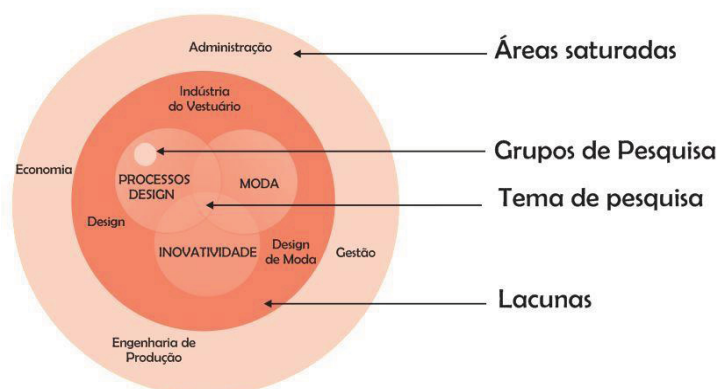 Administração
Áreas saturadas
Indústria
do Vestuário
Grupos de Pesquisa
Economia
PROCESSOS
DESIGN
MODA
Tema de pesquisa
Design
INOVATIVIDADE
Design
de Moda
Gestão
Lacunas
Engenharia de
Produção